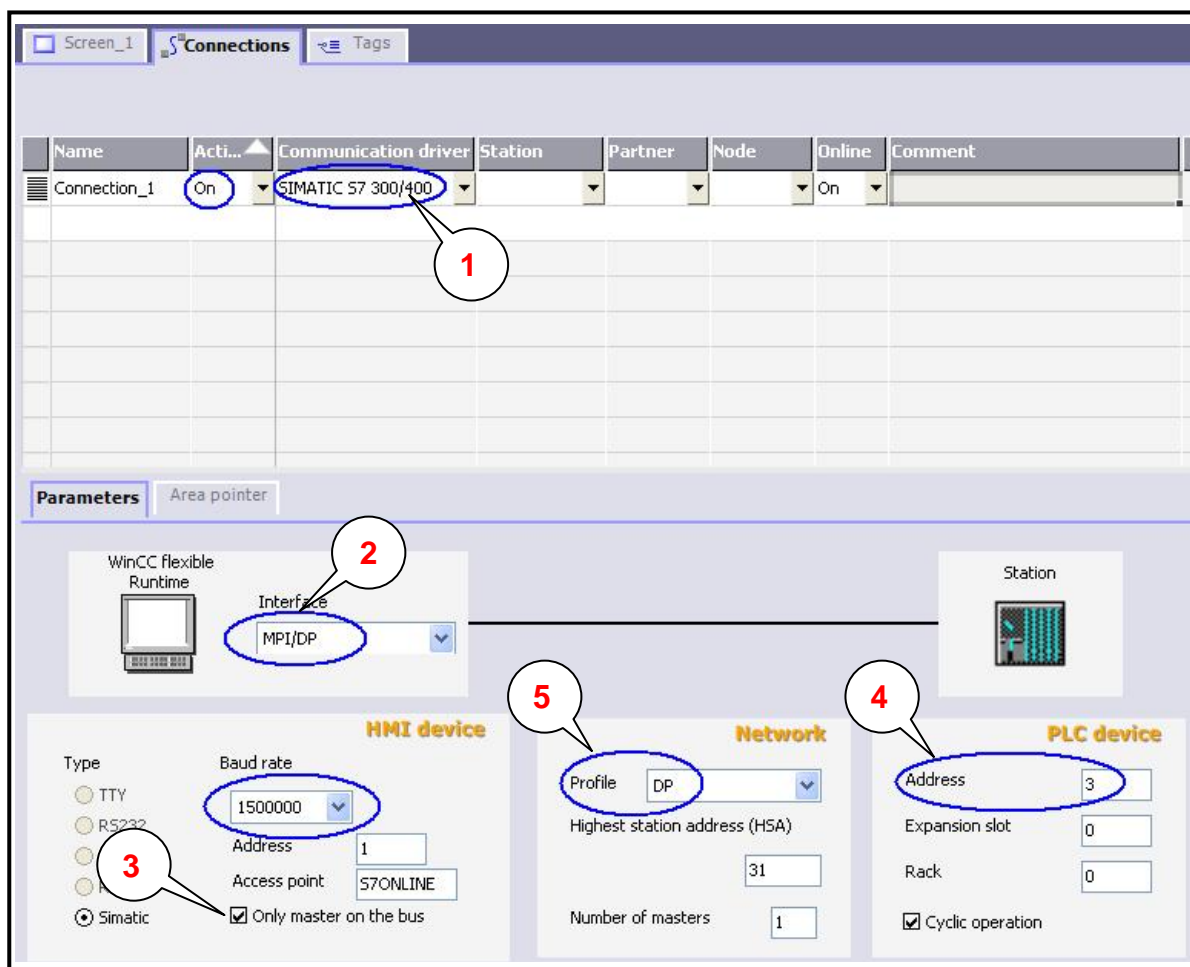 Screen_1 Connections Tags
Name Acti... Communication driver Station Partner Node Online Comment
Connection_1 On SIMATIC S7 300/400 On
1
Parameters Area pointer
WinCC flexible
Runtime
2
Interface
MPI/DP
Station
5
4
HMI device
Type Baud rate
TTY
1500000
RS232
Address 1
3
Access point S7ONLINE
Simatic Only master on the bus
Network
Profile DP
Highest station address (HSA)
31
Number of masters 1
PLC device
Address 3
Expansion slot 0
Rack 0
Cyclic operation